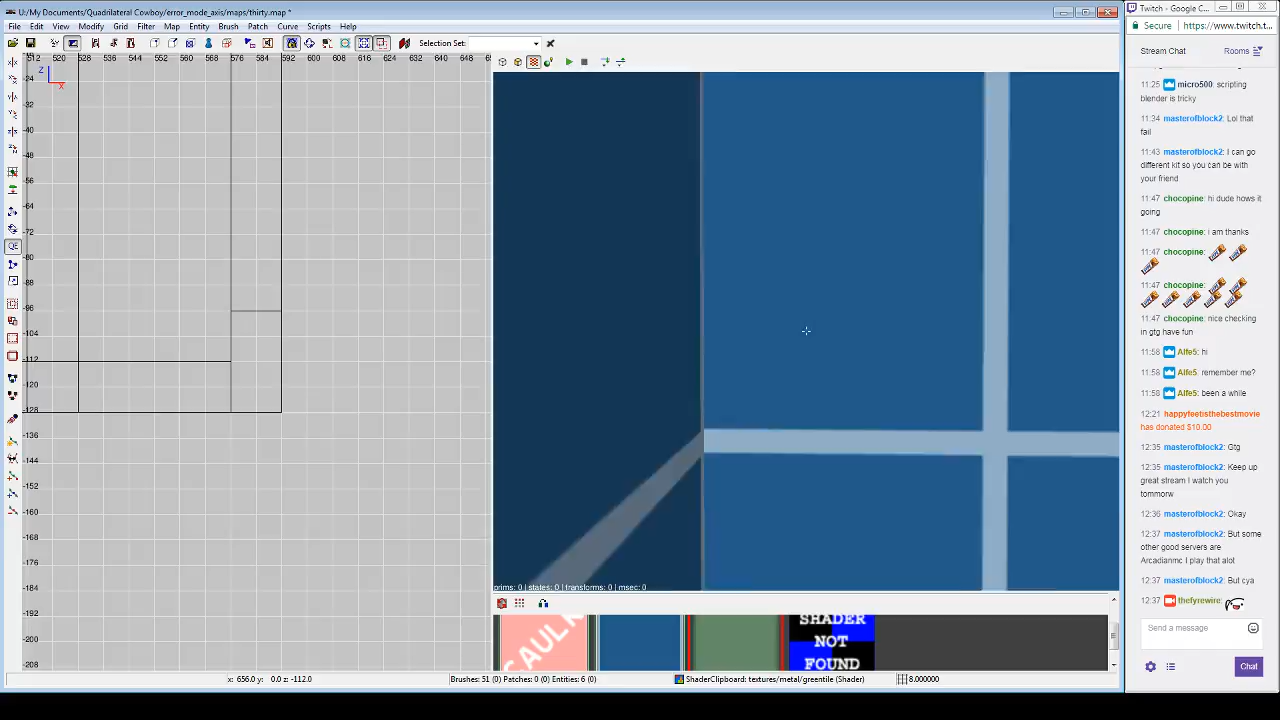 U:/My Documents/Quadrilateral Cowboy/error_mode_axis/maps/thirty.map *
Twitch - Google C...
Secure https://www.twitch.t...
File Edit View Modify Grid Filter Map Entity Brush Patch Curve Scripts Help
Selection Set:
Stream Chat Rooms
512 520 528 536 544 552 560 568 576 584 592 600 608 616 624 632 640 648
Z
X
-24
-32
-40
-48
-56
-64
-72
-80
-88
-96
-104
-112
-120
-128
-136
-144
-152
-160
-168
-176
-184
-192
-200
-208
11:25 micro500: scripting
blender is tricky
11:34 masterofblock2: Lol that
fail
11:43 masterofblock2: I can go
different kit so you can be with
your friend
11:47 chocopine: hi dude hows it
going
11:47 chocopine: i am thanks
11:47 chocopine:
11:47 chocopine:
11:47 chocopine: nice checking
in gtg have fun
11:58 Alfe5: hi
11:58 Alfe5: remember me?
11:58 Alfe5: been a while
12:21 happyfeetisthebestmovie
has donated $10.00
12:35 masterofblock2: Gtg
12:35 masterofblock2: Keep up
great stream I watch you
tommorw
12:36 masterofblock2: Okay
12:37 masterofblock2: But some
other good servers are
Arcadianmc I play that alot
12:37 masterofblock2: But cya
12:37 thefyrewire:
Send a message
Chat
prims: 0 | states: 0 | transforms: 0 | msec: 0
CAULK
SHADER
NOT
FOUND
x: 656.0 y: 0.0 z: -112.0
Brushes: 51 (0) Patches: 0 (0) Entities: 6 (0)
ShaderClipboard: textures/metal/greentile (Shader)
8.000000